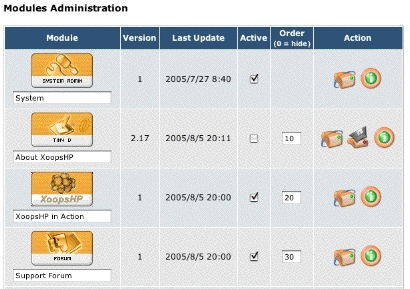 Modules Administration
Module Version Last Update Active Order (0 = hide) Action
SYSTEM ADMIN
System
1 2005/7/27 8:40
About XoopsHP
2.17 2005/8/5 20:11 10
XoopsHP
XoopsHP in Action
1 2005/8/5 20:00 20
FORUM
Support Forum
1 2005/8/5 20:00 30